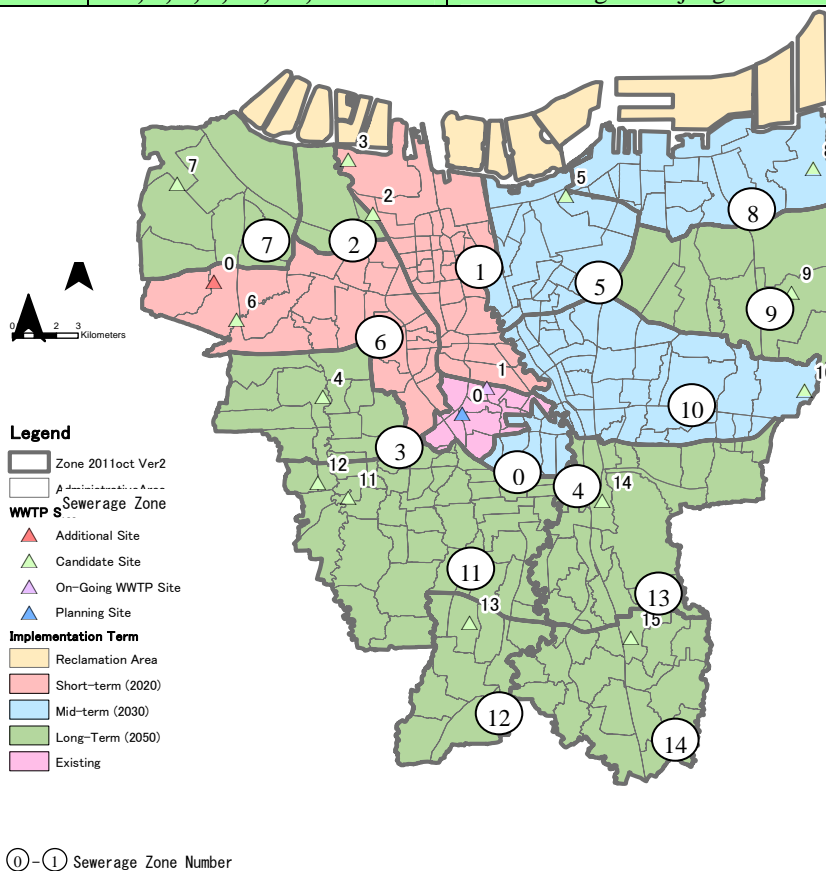 3
7
2
5
8
7
2
1
0
5
9
6
9
6
1
4
0
10
0 2 3 Kilometers
3
12
11
0
4
14
11
13
13
15
12
14
Legend
Zone 2011oct Ver2
Sewerage Zone
WWTP S
Additional Site
Candidate Site
On-Going WWTP Site
Planning Site
Implementation Term
Reclamation Area
Short-term (2020)
Mid-term (2030)
Long-Term (2050)
Existing
0 - 1 Sewerage Zone Number